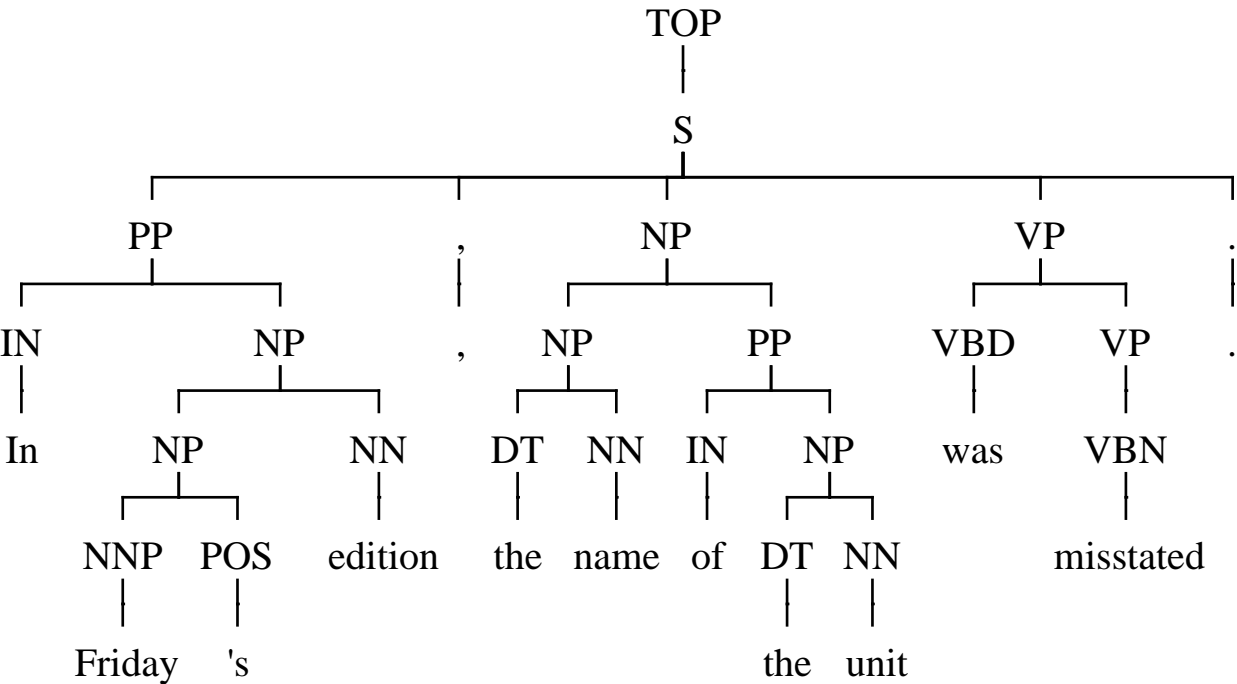 TOP
S
PP , NP VP .
IN NP , NP PP VBD VP .
In NP NN DT NN IN NP was VBN
NNP POS edition the name of DT NN misstated
Friday 's the unit